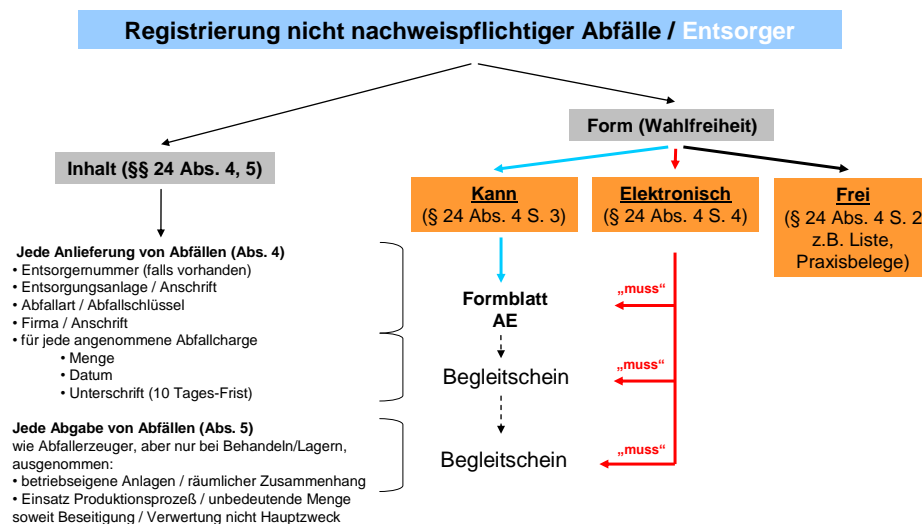 Registrierung nicht nachweispflichtiger Abfälle / Entsorger
Form (Wahlfreiheit)
Inhalt (§§ 24 Abs. 4, 5)
Kann
(§ 24 Abs. 4 S. 3)
Elektronisch
(§ 24 Abs. 4 S. 4)
Frei
(§ 24 Abs. 4 S. 2
z.B. Liste,
Praxisbelege)
Jede Anlieferung von Abfällen (Abs. 4)
• Entsorgernummer (falls vorhanden)
• Entsorgungsanlage / Anschrift
• Abfallart / Abfallschlüssel
• Firma / Anschrift
• für jede angenommene Abfallcharge
• Menge
• Datum
• Unterschrift (10 Tages-Frist)
Formblatt
AE
„muss“
Begleitschein
„muss“
Jede Abgabe von Abfällen (Abs. 5)
wie Abfallerzeuger, aber nur bei Behandeln/Lagern,
ausgenommen:
• betriebseigene Anlagen / räumlicher Zusammenhang
• Einsatz Produktionsprozeß / unbedeutende Menge
soweit Beseitigung / Verwertung nicht Hauptzweck
Begleitschein
„muss“